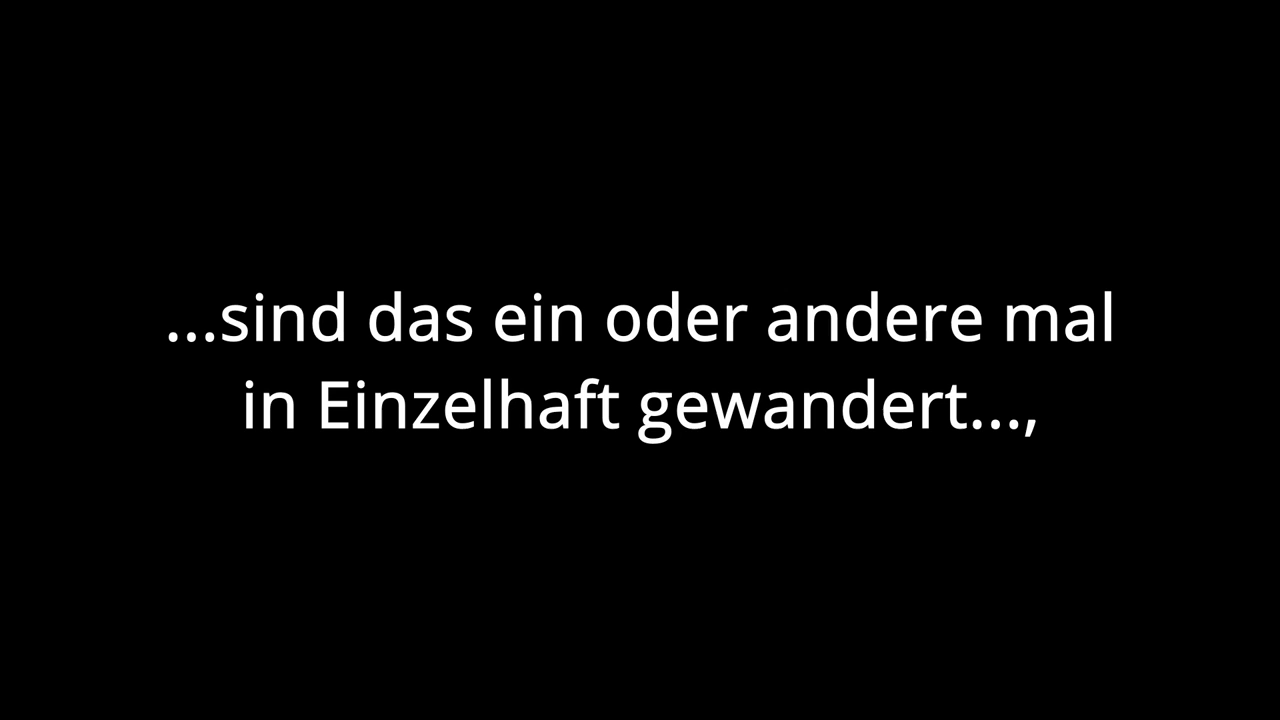 ...sind das ein oder andere mal
in Einzelhaft gewandert...,